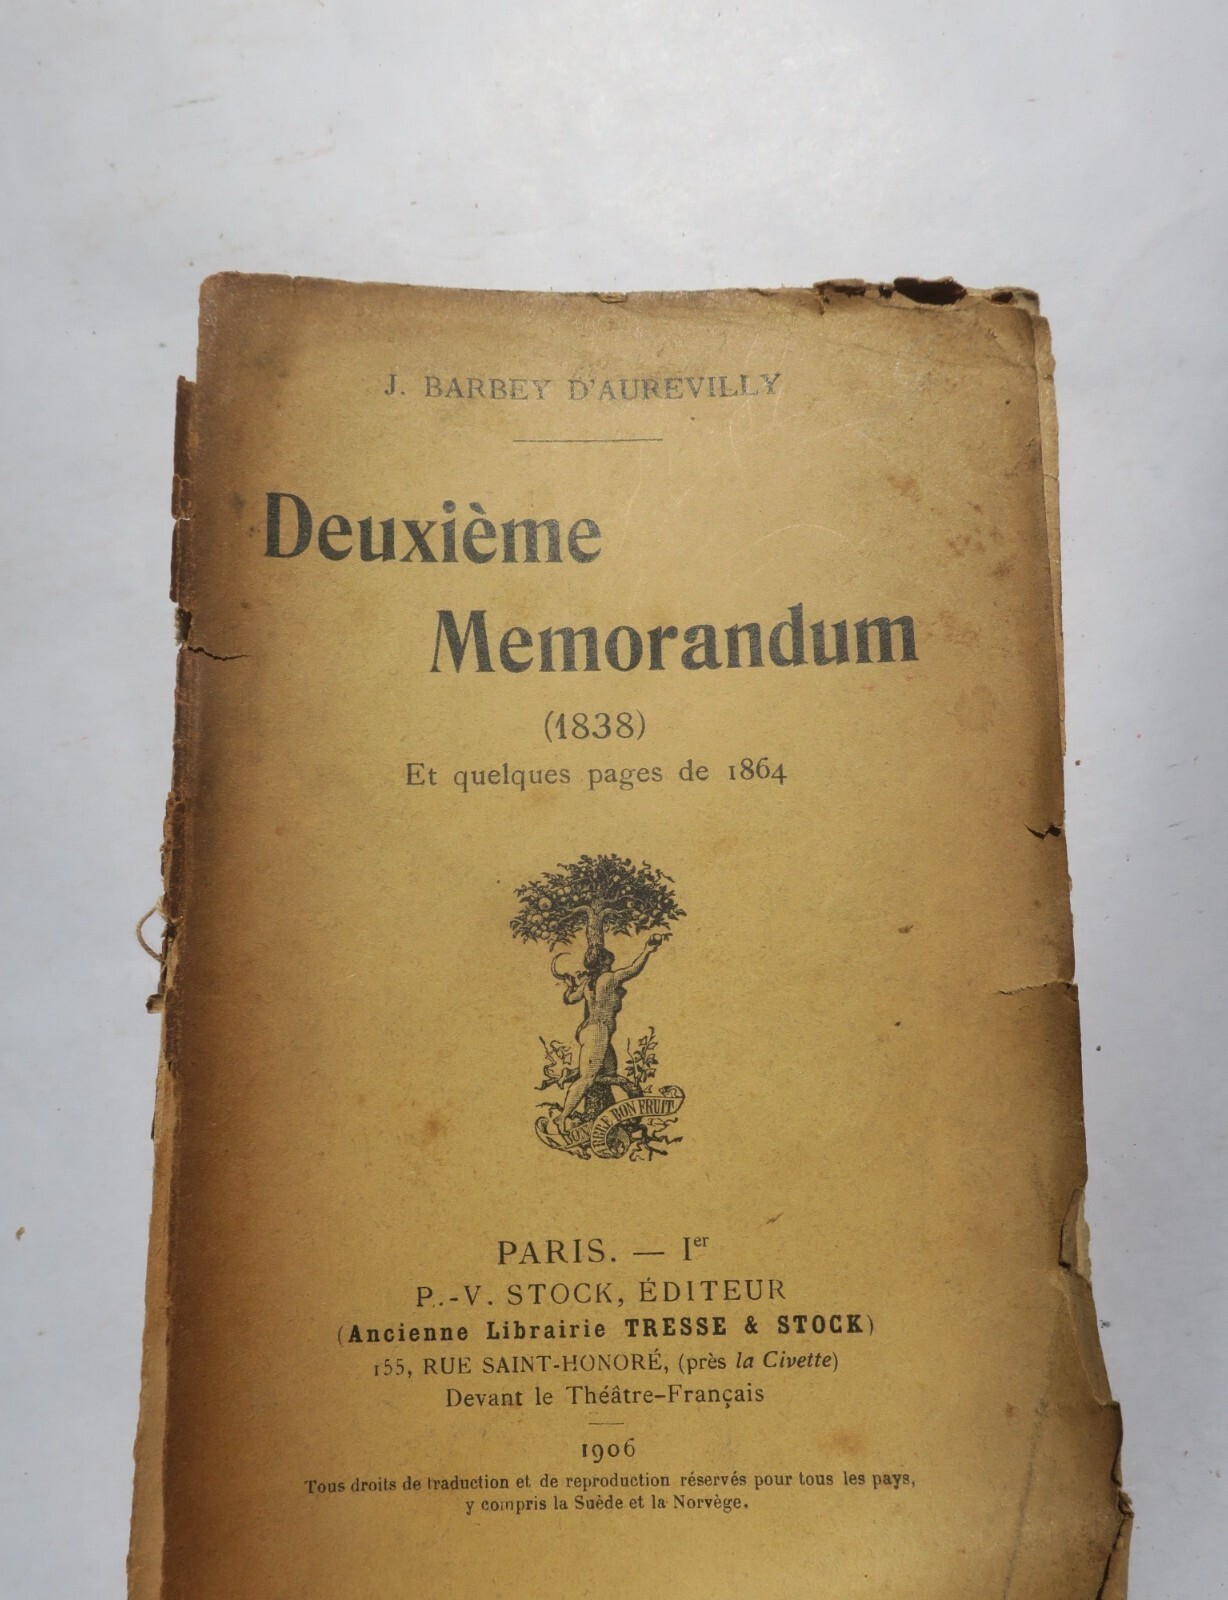 J. BARBEY D'AUREVILLY
Deuxième
Memorandum
(1838)
Et quelques pages de 1864
BON
ARBRE BON FRUIT
PARIS. — Ier
P.-V. STOCK, ÉDITEUR
(Ancienne Librairie TRESSE & STOCK)
155, RUE SAINT-HONORÉ, (près la Civette)
Devant le Théâtre-Français
1906
Tous droits de traduction et de reproduction réservés pour tous les pays,
y compris la Suède et la Norvège.